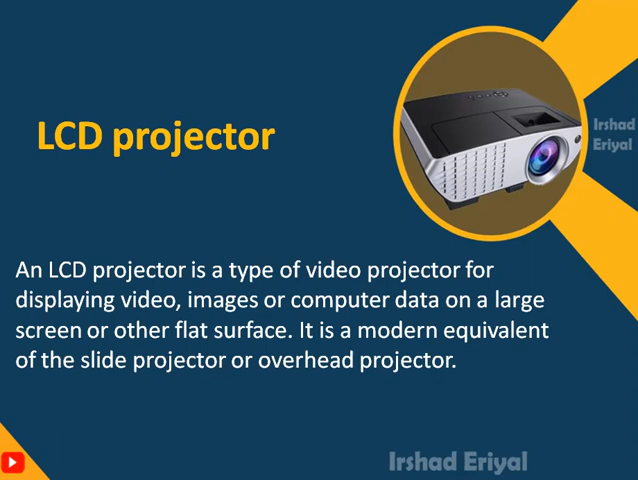 LCD projector
Irshad
Eriyal
An LCD projector is a type of video projector for
displaying video, images or computer data on a large
screen or other flat surface. It is a modern equivalent
of the slide projector or overhead projector.
Irshad Eriyal